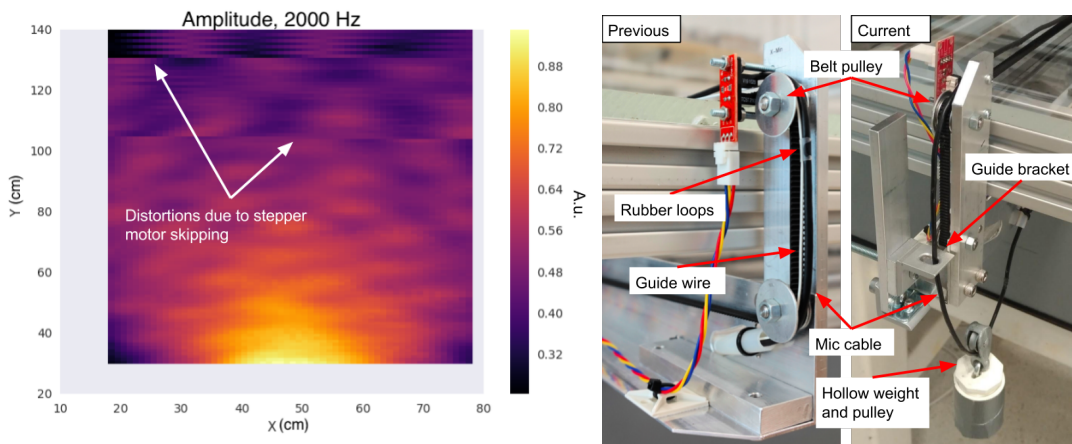 Amplitude, 2000 Hz
140
120
100
80
60
40
20
10
20
30
40
50
60
70
80
Y (cm)
X (cm)
Distortions due to stepper
motor skipping
0.88
0.80
0.72
0.64
0.56
0.48
0.40
0.32
A.u.
Previous
Current
Belt pulley
Rubber loops
Guide wire
Guide bracket
Mic cable
Hollow weight
and pulley